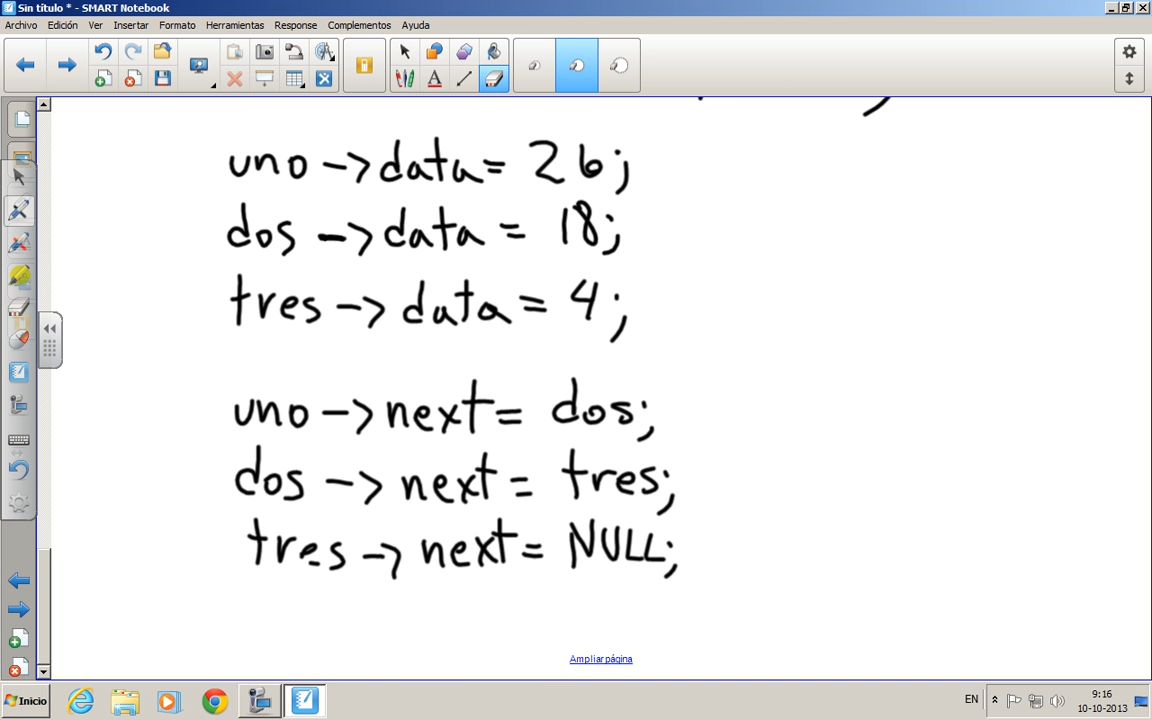 Sin título * - SMART Notebook
Archivo Edición Ver Insertar Formato Herramientas Response Complementos Ayuda
uno -> data = 26;
dos -> data = 18;
tres -> data = 4;
uno -> next = dos;
dos -> next = tres;
tres -> next = NULL;
Ampliar página
Inicio
EN
9:16
10-10-2013